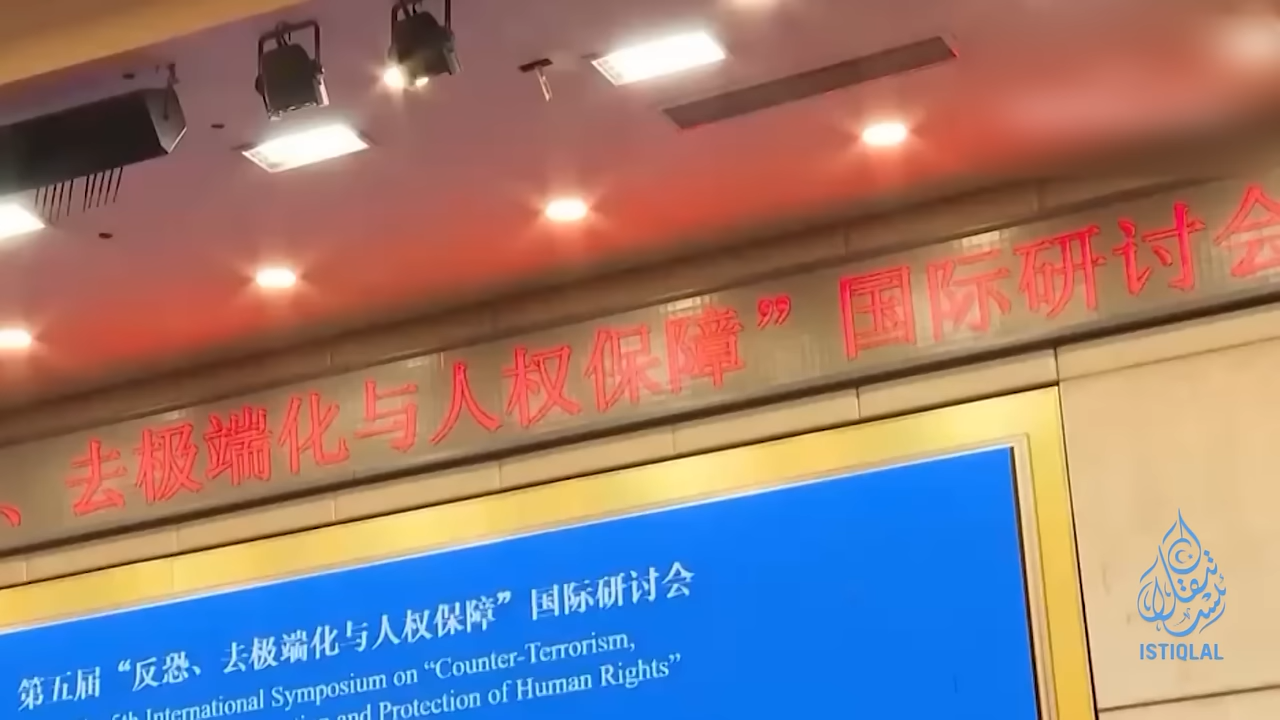 、去极端化与人权保障”国际研讨会
第五届“反恐、去极端化与人权保障”国际研讨会
5th International Symposium on “Counter-Terrorism,
and Protection of Human Rights”
ISTIQLAL